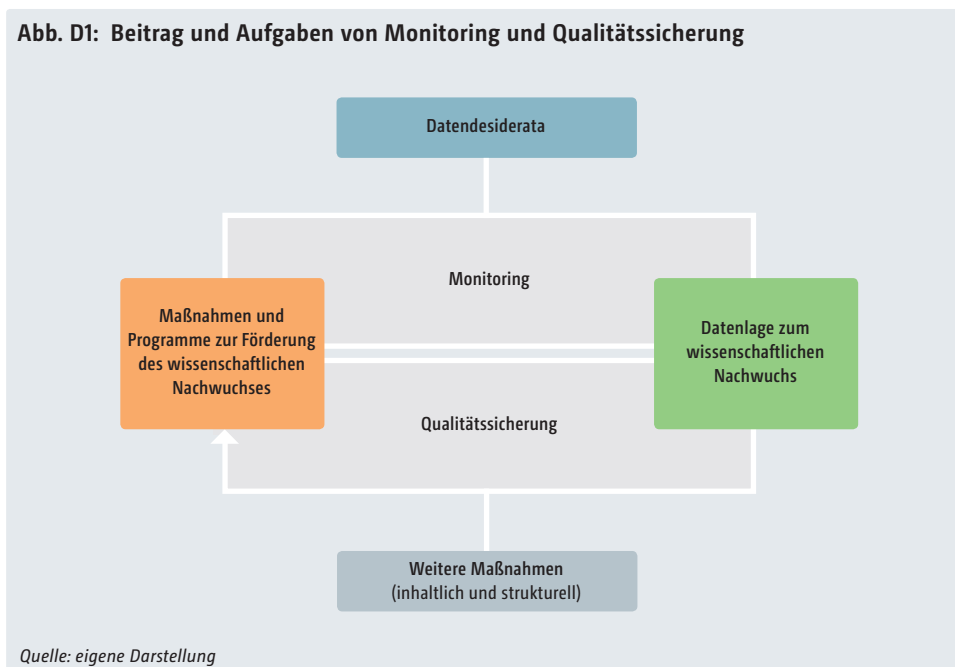 Abb. D1: Beitrag und Aufgaben von Monitoring und Qualitätssicherung
Datendesiderata
Monitoring
Maßnahmen und
Programme zur Förderung
des wissenschaftlichen
Nachwuchses
Datenlage zum
wissenschaftlichen
Nachwuchs
Qualitätssicherung
Weitere Maßnahmen
(inhaltlich und strukturell)
Quelle: eigene Darstellung